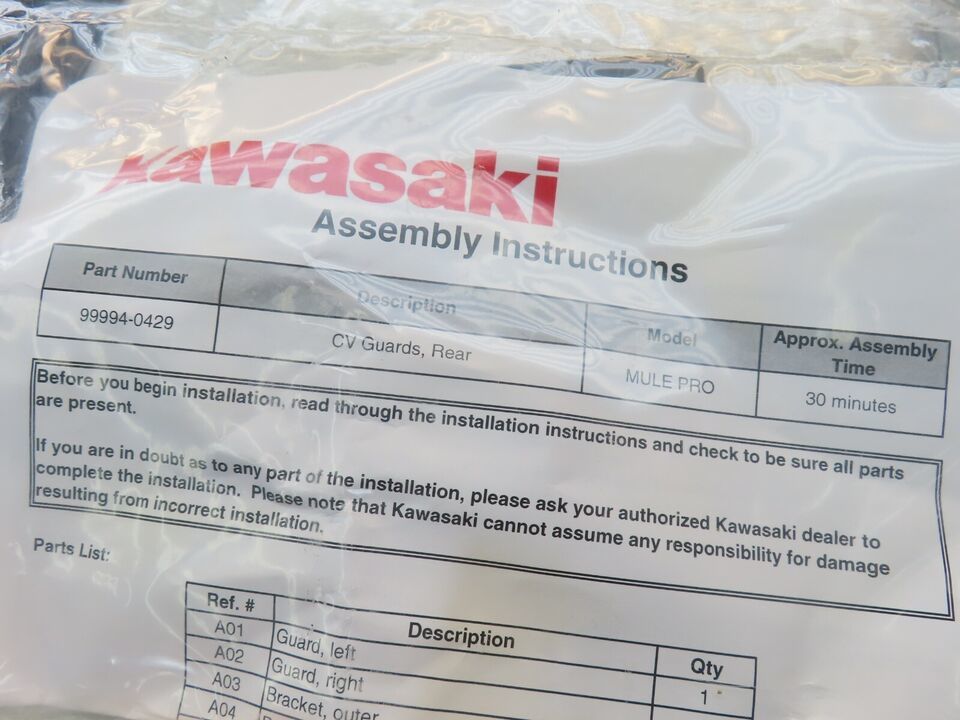 Kawasaki
Assembly Instructions
Part Number Description Model Approx. Assembly Time
99994-0429 CV Guards, Rear MULE PRO 30 minutes
Before you begin installation, read through the installation instructions and check to be sure all parts
are present.
If you are in doubt as to any part of the installation, please ask your authorized Kawasaki dealer to
complete the installation. Please note that Kawasaki cannot assume any responsibility for damage
resulting from incorrect installation.
Parts List:
Ref. # Description Qty
A01 Guard, left 1
A02 Guard, right
A03 Bracket, outer
A04